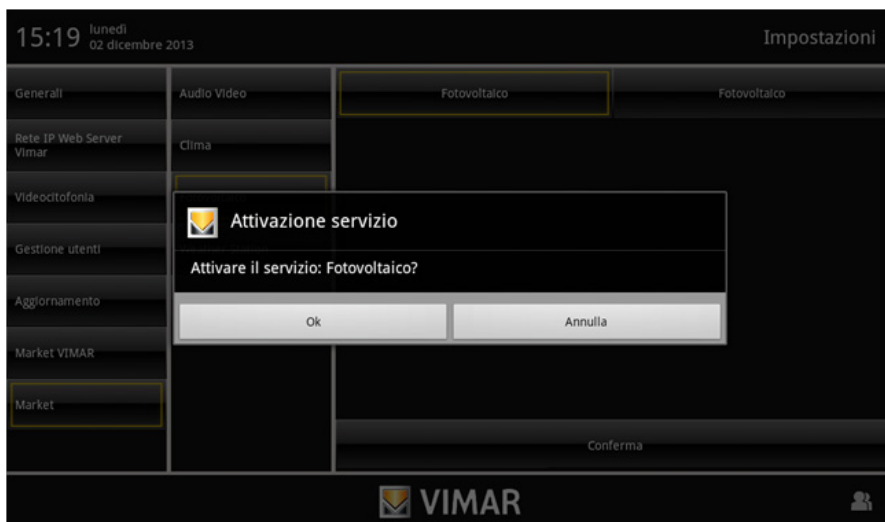 15:19
lunedì
02 dicembre 2013
Impostazioni
Generali
Rete IP Web Server
Vimar
Videocitofonia
Gestione utenti
Aggiornamento
Market VIMAR
Market
Audio Video
Clima
Fotovoltaico
Fotovoltaico
Attivazione servizio
Attivare il servizio: Fotovoltaico?
Ok
Annulla
Conferma
VIMAR